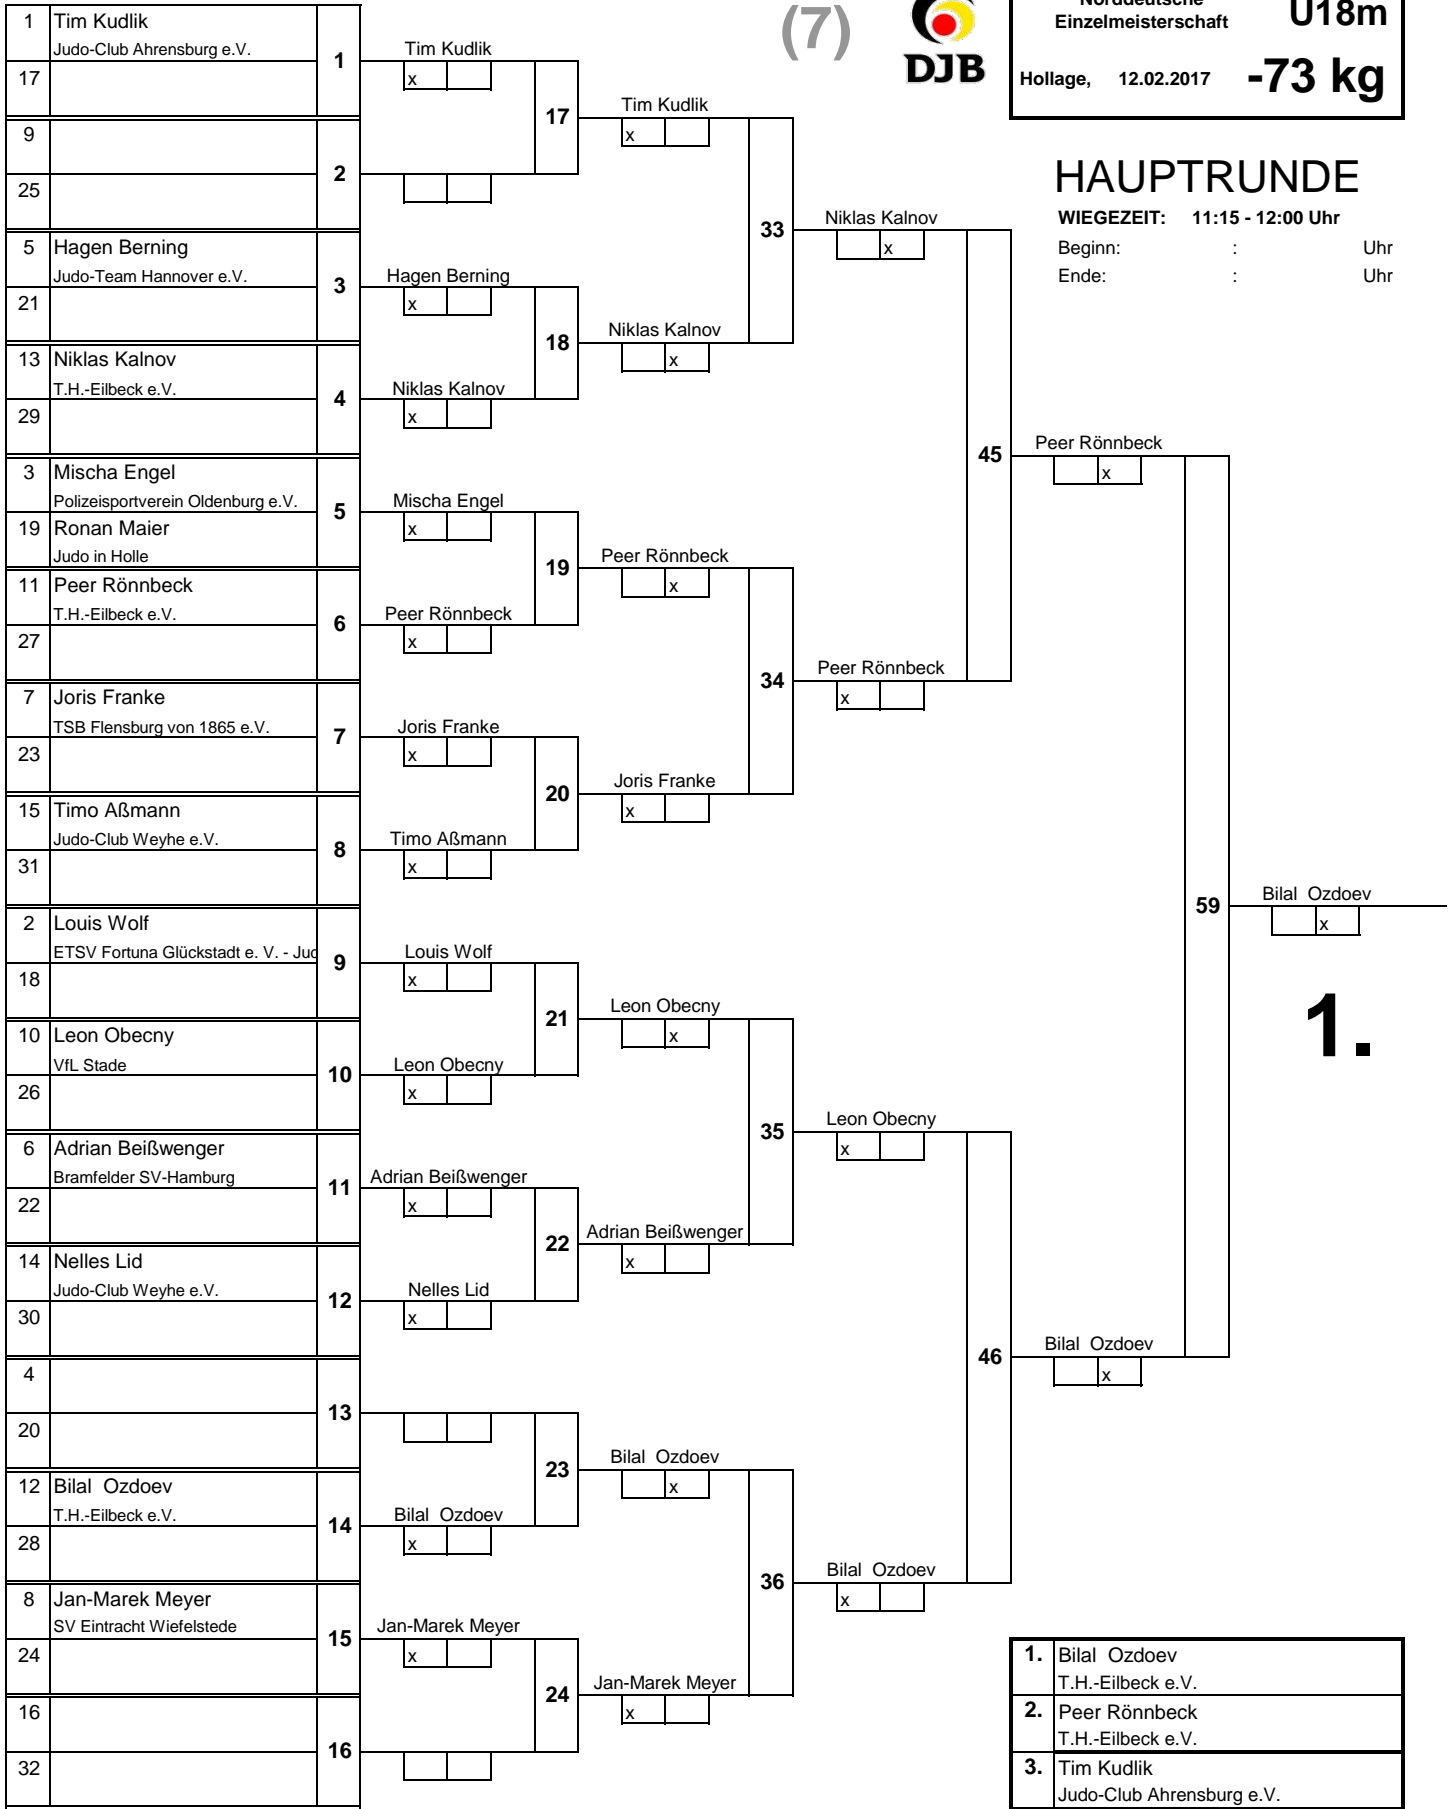 (7)
DJB
Norddeutsche
Einzelmeisterschaft
U18m
Hollage, 12.02.2017
-73 kg
HAUPTRUNDE
WIEGEZEIT: 11:15 - 12:00 Uhr
Beginn: : Uhr
Ende: : Uhr
1 Tim Kudlik
Judo-Club Ahrensburg e.V.
17
1
9
25
2
5 Hagen Berning
Judo-Team Hannover e.V.
21
3
13 Niklas Kalnov
T.H.-Eilbeck e.V.
29
4
3 Mischa Engel
Polizeisportverein Oldenburg e.V.
19 Ronan Maier
Judo in Holle
5
11 Peer Rönnbeck
T.H.-Eilbeck e.V.
27
6
7 Joris Franke
TSB Flensburg von 1865 e.V.
23
7
15 Timo Aßmann
Judo-Club Weyhe e.V.
31
8
2 Louis Wolf
ETSV Fortuna Glückstadt e. V. - Jud
18
9
10 Leon Obecny
VfL Stade
26
10
6 Adrian Beißwenger
Bramfelder SV-Hamburg
22
11
14 Nelles Lid
Judo-Club Weyhe e.V.
30
12
4
20
13
12 Bilal Ozdoev
T.H.-Eilbeck e.V.
28
14
8 Jan-Marek Meyer
SV Eintracht Wiefelstede
24
15
16
32
16
Tim Kudlik
x
17
Hagen Berning
x
18
Niklas Kalnov
x
Mischa Engel
x
19
Peer Rönnbeck
x
Joris Franke
x
20
Timo Aßmann
x
Louis Wolf
x
21
Leon Obecny
x
Adrian Beißwenger
x
22
Nelles Lid
x
23
Bilal Ozdoev
x
Jan-Marek Meyer
x
24
Tim Kudlik
x
33
Niklas Kalnov
x
Peer Rönnbeck
x
34
Joris Franke
x
Leon Obecny
x
35
Adrian Beißwenger
x
Bilal Ozdoev
x
36
Jan-Marek Meyer
x
Niklas Kalnov
x
45
Peer Rönnbeck
x
Leon Obecny
x
46
Bilal Ozdoev
x
Peer Rönnbeck
x
59
Bilal Ozdoev
x
Bilal Ozdoev
x
1.
1. Bilal Ozdoev
T.H.-Eilbeck e.V.
2. Peer Rönnbeck
T.H.-Eilbeck e.V.
3. Tim Kudlik
Judo-Club Ahrensburg e.V.